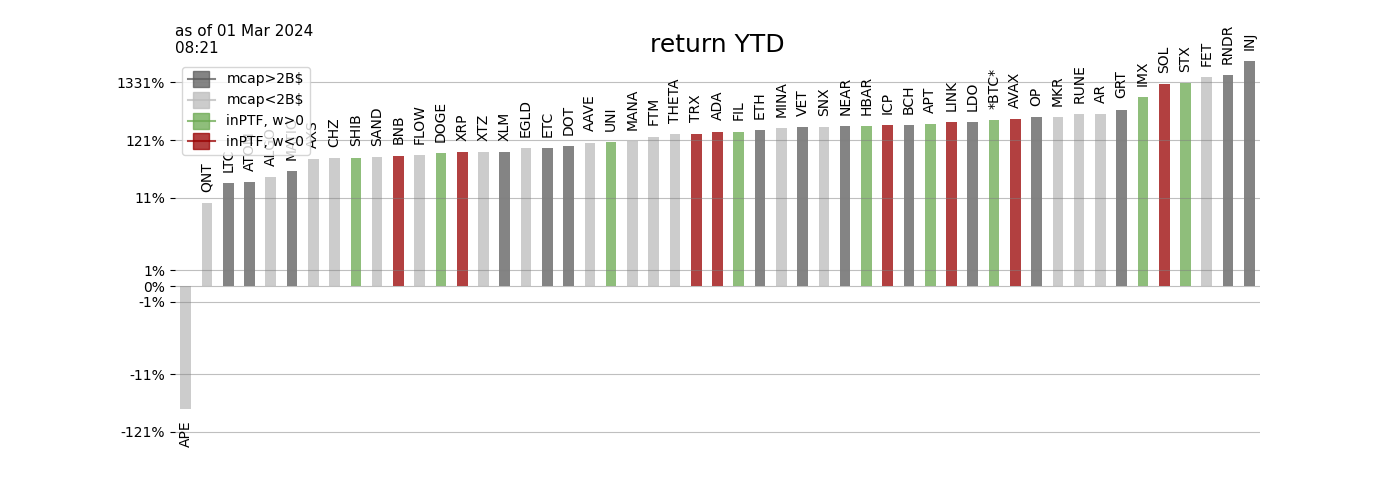 as of 01 Mar 2024
08:21
return YTD
mcap>2B$
mcap<2B$
inPTF, w>0
inPTF, w<0
1331%
121%
11%
1%
0%
-1%
-11%
-121%
APE
QNT
LTC
AXS
CHZ
SHIB
SAND
BNB
FLOW
DOGE
XRP
XTZ
XLM
EGLD
ETC
DOT
AAVE
UNI
MANA
FTM
THETA
TRX
ADA
FIL
ETH
MINA
VET
SNX
NEAR
HBAR
ICP
BCH
APT
LINK
LDO
*BTC*
AVAX
OP
MKR
RUNE
AR
GRT
IMX
SOL
STX
FET
RNDR
INJ